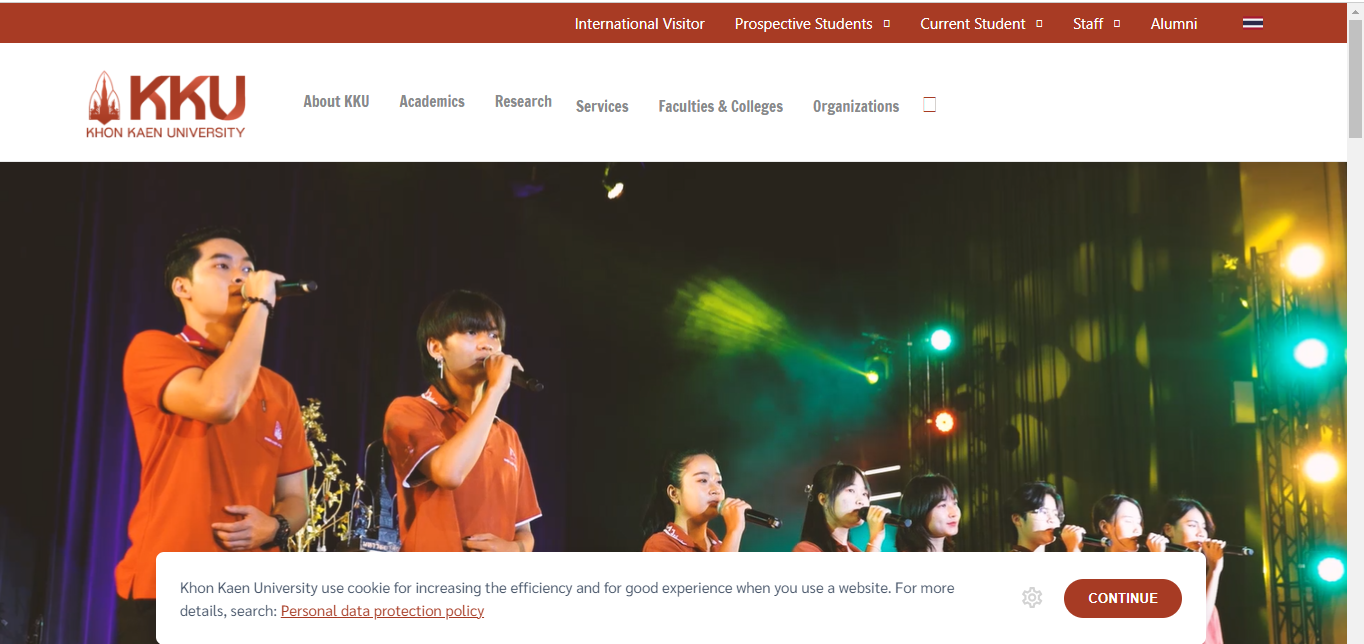 International Visitor Prospective Students Current Student Staff Alumni
KKU
KHON KAEN UNIVERSITY
About KKU Academics Research Services Faculties & Colleges Organizations
Khon Kaen University use cookie for increasing the efficiency and for good experience when you use a website. For more
details, search: Personal data protection policy
CONTINUE